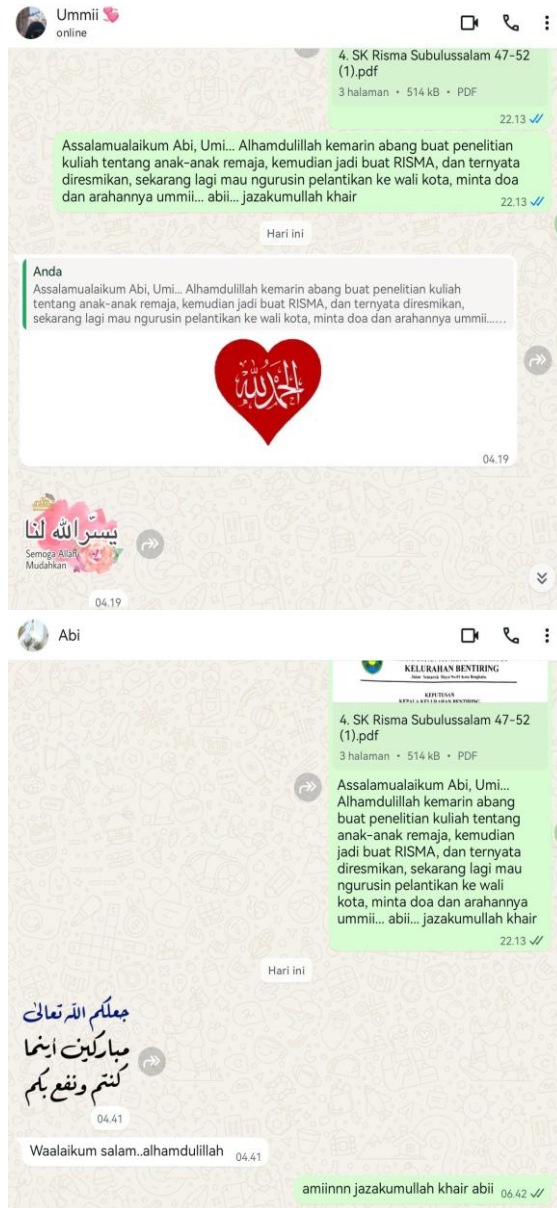 Ummii
online
4. SK Risma Subulussalam 47-52
(1).pdf
3 halaman • 514 kB • PDF
22.13
Assalamualaikum Abi, Umi... Alhamdulillah kemarin abang buat penelitian
kuliah tentang anak-anak remaja, kemudian jadi buat RISMA, dan ternyata
diresmikan, sekarang lagi mau ngurusin pelantikan ke wali kota, minta doa
dan arahannya ummii... abii... jazakumullah khair
22.13
Hari ini
Anda
Assalamualaikum Abi, Umi... Alhamdulillah kemarin abang buat penelitian
kuliah tentang anak-anak remaja, kemudian jadi buat RISMA, dan ternyata
diresmikan, sekarang lagi mau ngurusin pelantikan ke wali kota, minta doa dan arahannya ummii......
الحمد لله
04.19
يسّر الله لنا
Semoga Allah
Mudahkan
04.19
Abi
KELURAHAN BENTIRING
KEPUTUSAN
KEPALA KELURAHAN BENTIRING
4. SK Risma Subulussalam 47-52
(1).pdf
3 halaman • 514 kB • PDF
Assalamualaikum Abi, Umi...
Alhamdulillah kemarin abang
buat penelitian kuliah tentang
anak-anak remaja, kemudian
jadi buat RISMA, dan ternyata
diresmikan, sekarang lagi mau
ngurusin pelantikan ke wali
kota, minta doa dan arahannya
ummii... abii... jazakumullah khair
22.13
Hari ini
جعلكم الله تعالى
مباركين أينما
كنتم ونفع بكم
04.41
Waalaikum salam..alhamdulillah
04.41
amiinnn jazakumullah khair abii
06.42